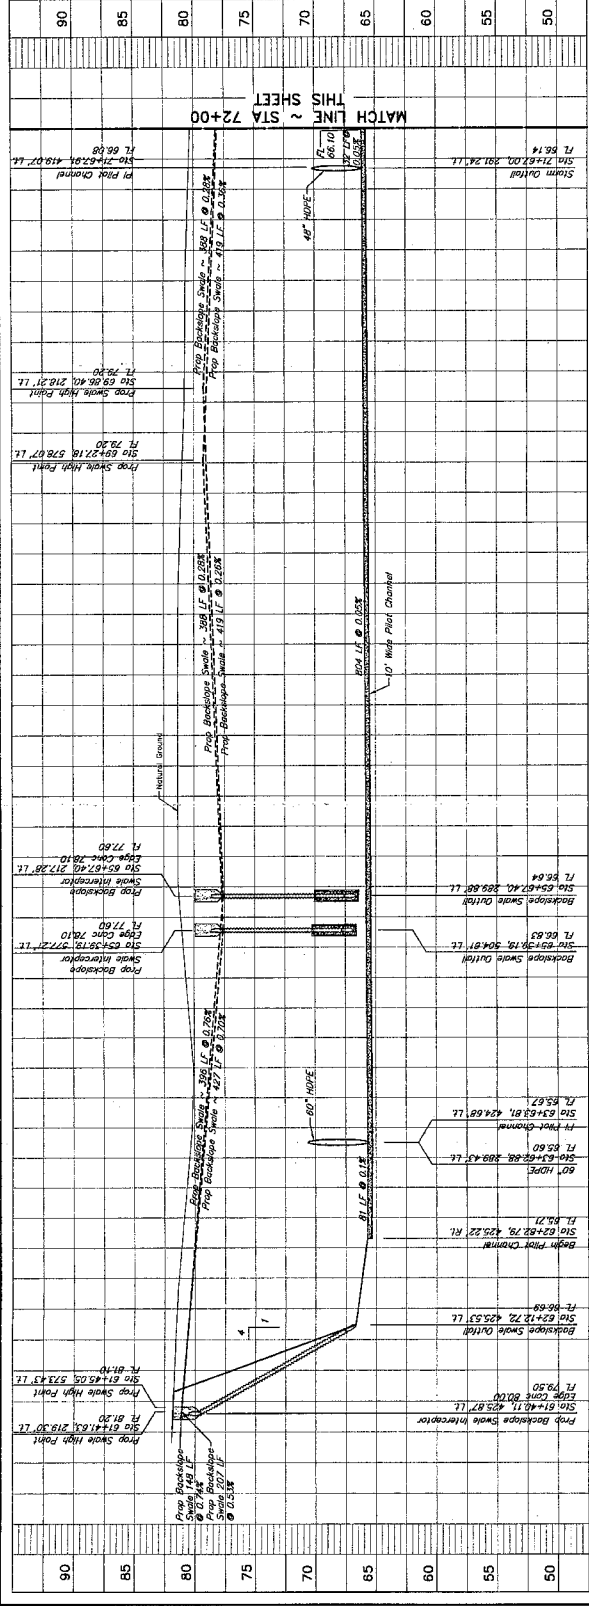 90
85
80
75
70
65
60
55
50
MATCH LINE ~ STA 72+00
THIS SHEET
PI Pilot Channel
Sta 71+67.91, 419.07' Lt.
FL 66.08
Prop Backslope Swale ~ 388 LF @ 0.28%
Prop Backslope Swale ~ 419 LF @ 0.36%
48" HDPE
FL
66.10
32' LF@
0.05%
Storm Outfall
Sta 71+67.00, 291.24' Lt.
FL 66.14
Prop Swale High Point
Sta 69+86.40, 218.21' Lt.
FL 79.20
Prop Swale High Point
Sta 69+27.18, 578.07' Lt.
FL 79.20
Prop Backslope Swale ~ 388 LF @ 0.28%
Prop Backslope Swale ~ 419 LF @ 0.26%
804 LF @ 0.05%
10' Wide Pilot Channel
Natural Ground
Prop Backslope
Swale Interceptor
Sta 65+67.40, 217.28' Lt.
Edge Conc 78.10
FL 77.60
Prop Backslope
Swale Interceptor
Sta 65+39.19, 577.21' Lt.
Edge Conc 78.10
FL 77.60
Backslope Swale Outfall
Sta 65+67.40, 289.88' Lt.
FL 66.64
Backslope Swale Outfall
Sta 65+39.19, 504.61' Lt.
FL 66.63
Prop Backslope Swale ~ 396 LF @ 0.76%
Prop Backslope Swale ~ 427 LF @ 0.70%
60" HDPE
PI Pilot Channel
Sta 63+63.81, 424.68' Lt.
FL 65.67
60" HDPE
Sta 63+62.88, 289.43' Lt.
FL 65.60
81 LF @ 0.1%
Begin Pilot Channel
Sta 62+82.79, 425.22' Rt.
FL 65.71
4
1
Backslope Swale Outfall
Sta 62+12.72, 425.53' Lt.
FL 66.69
Prop Swale High Point
Sta 61+45.05, 573.43' Lt.
FL 81.10
Prop Swale High Point
Sta 61+41.63, 219.30' Lt.
FL 81.20
Prop Backslope Swale Interceptor
Sta 61+40.11, 425.87' Lt.
Edge Conc 80.00
FL 79.50
Prop Backslope
Swale 148 LF
@ 0.74%
Prop Backslope
Swale 207 LF
@ 0.53%
90
85
80
75
70
65
60
55
50